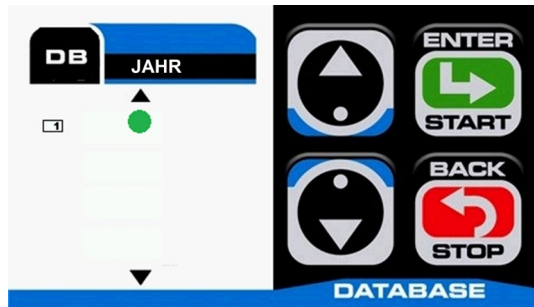 DB
JAHR
1
ENTER
START
BACK
STOP
DATABASE